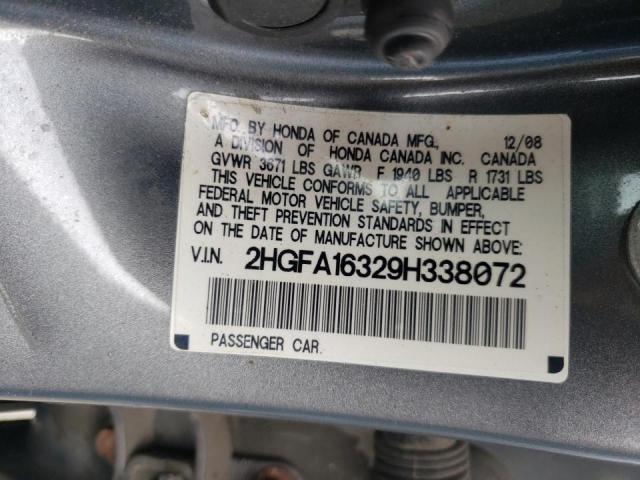 MFD. BY HONDA OF CANADA MFG., 12/08
A DIVISION OF HONDA CANADA INC. CANADA
GVWR 3671 LBS GAWR F 1940 LBS R 1731 LBS
THIS VEHICLE CONFORMS TO ALL APPLICABLE
FEDERAL MOTOR VEHICLE SAFETY, BUMPER,
AND THEFT PREVENTION STANDARDS IN EFFECT
ON THE DATE OF MANUFACTURE SHOWN ABOVE.
V.I.N. 2HGFA16329H338072
PASSENGER CAR